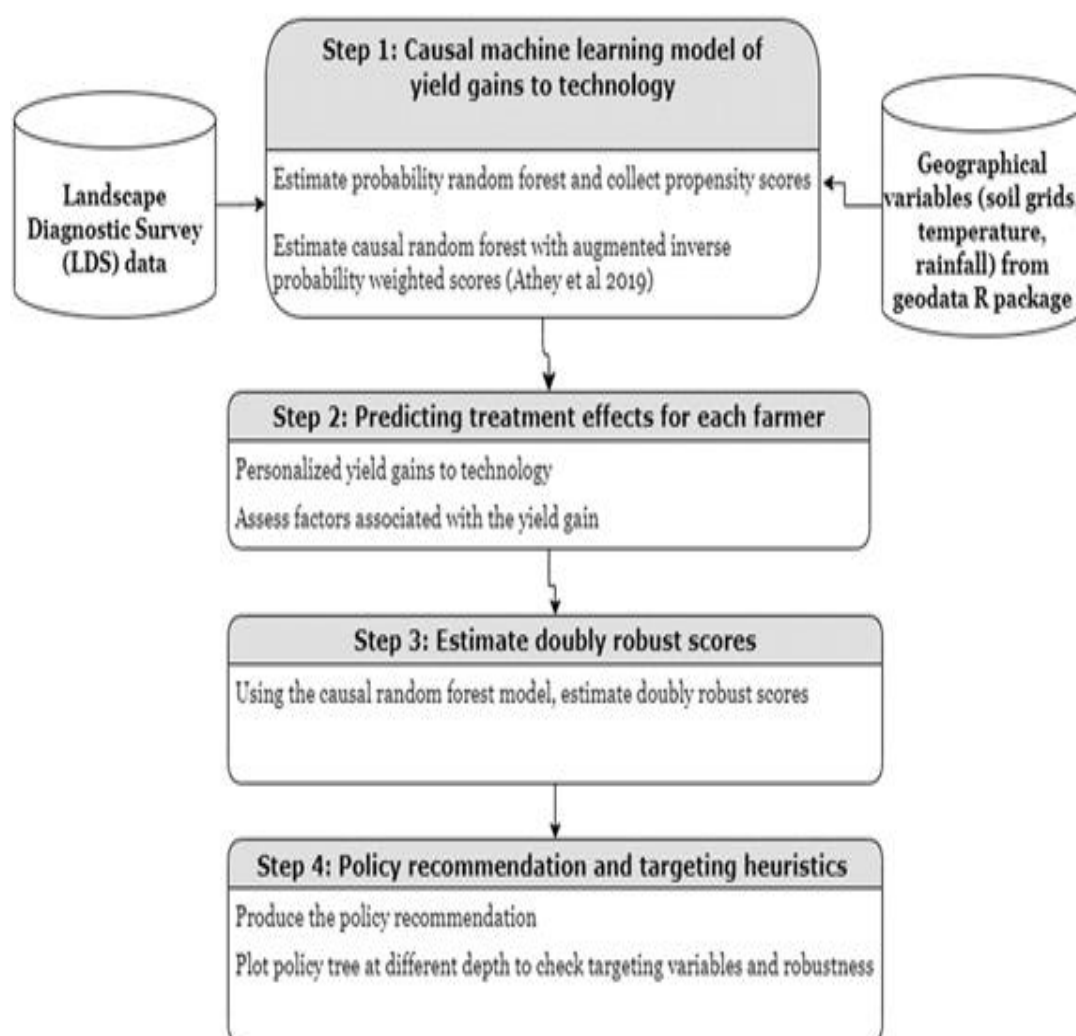 Step 1: Causal machine learning model of
yield gains to technology
Landscape
Diagnostic Survey
(LDS) data
Estimate probability random forest and collect propensity scores
Estimate causal random forest with augmented inverse
probability weighted scores (Athey et al 2019)
Geographical
variables (soil grids
temperature,
rainfall) from
geodata R package
Step 2: Predicting treatment effects for each farmer
Personalized yield gains to technology
Assess factors associated with the yield gain
Step 3: Estimate doubly robust scores
Using the causal random forest model, estimate doubly robust scores
Step 4: Policy recommendation and targeting heuristics
Produce the policy recommendation
Plot policy tree at different depth to check targeting variables and robustness